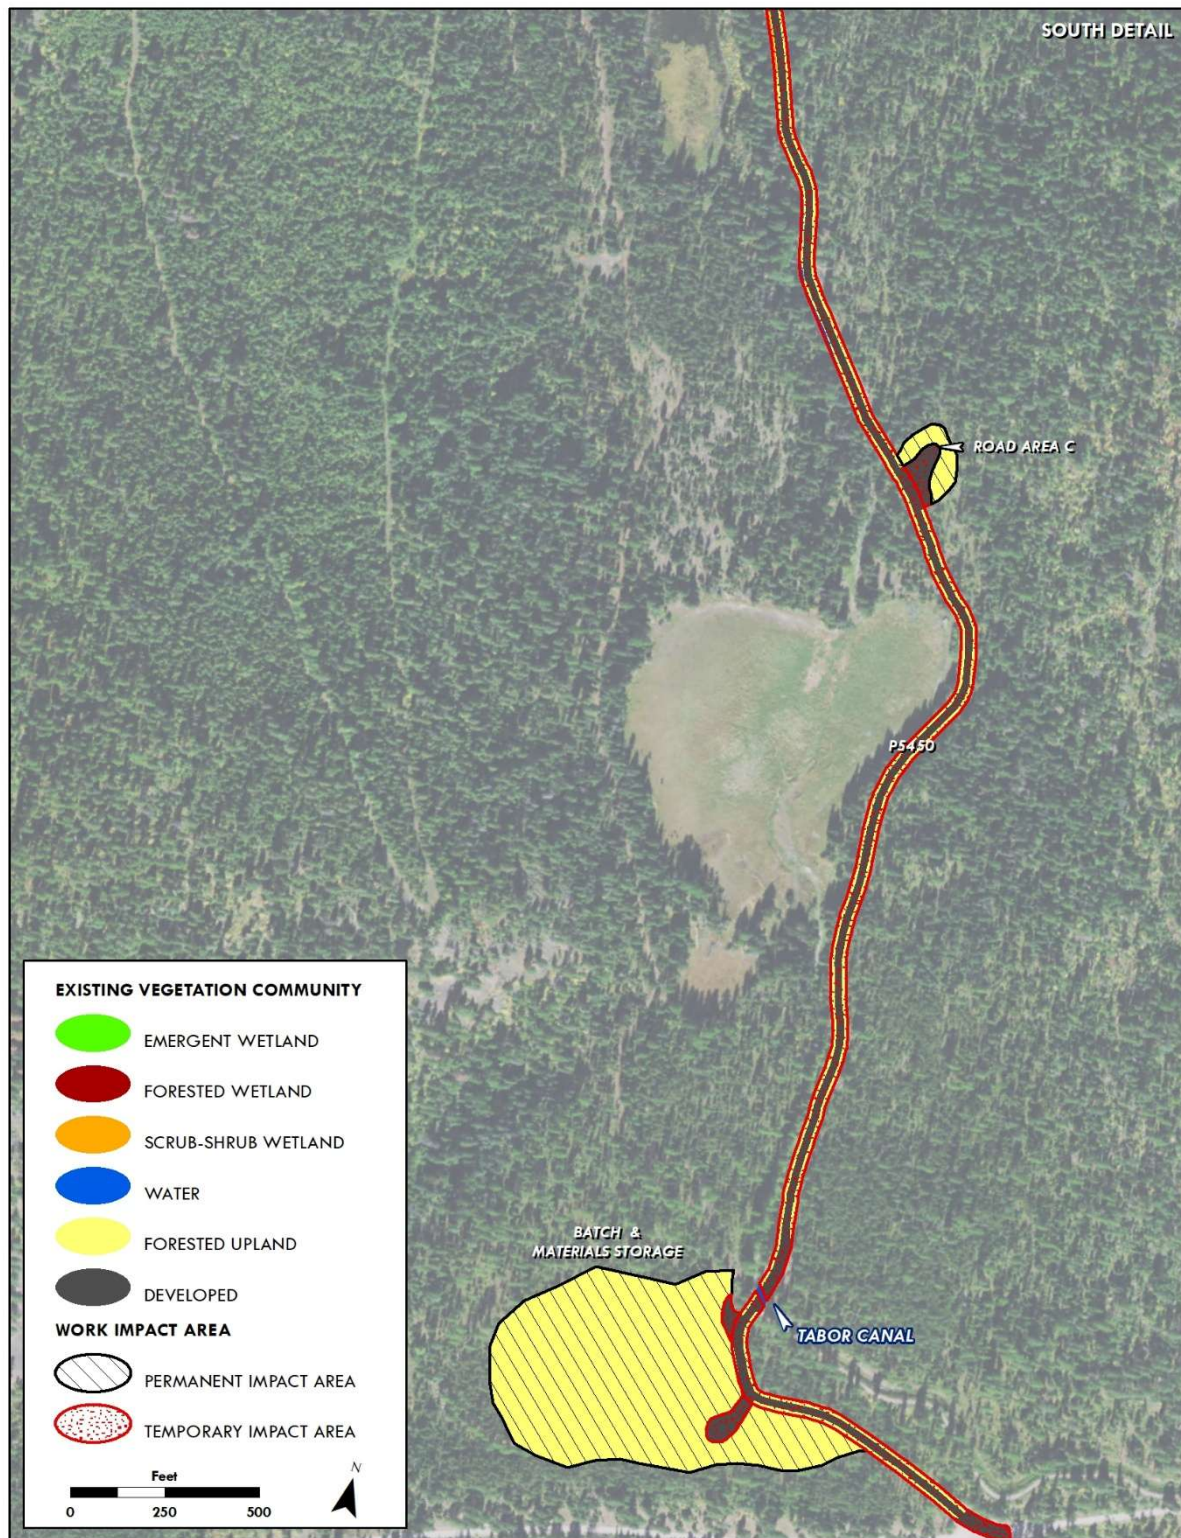 SOUTH DETAIL
ROAD AREA C
P5450
BATCH &
MATERIALS STORAGE
TABOR CANAL
EXISTING VEGETATION COMMUNITY
EMERGENT WETLAND
FORESTED WETLAND
SCRUB-SHRUB WETLAND
WATER
FORESTED UPLAND
DEVELOPED
WORK IMPACT AREA
PERMANENT IMPACT AREA
TEMPORARY IMPACT AREA
Feet
0 250 500
N